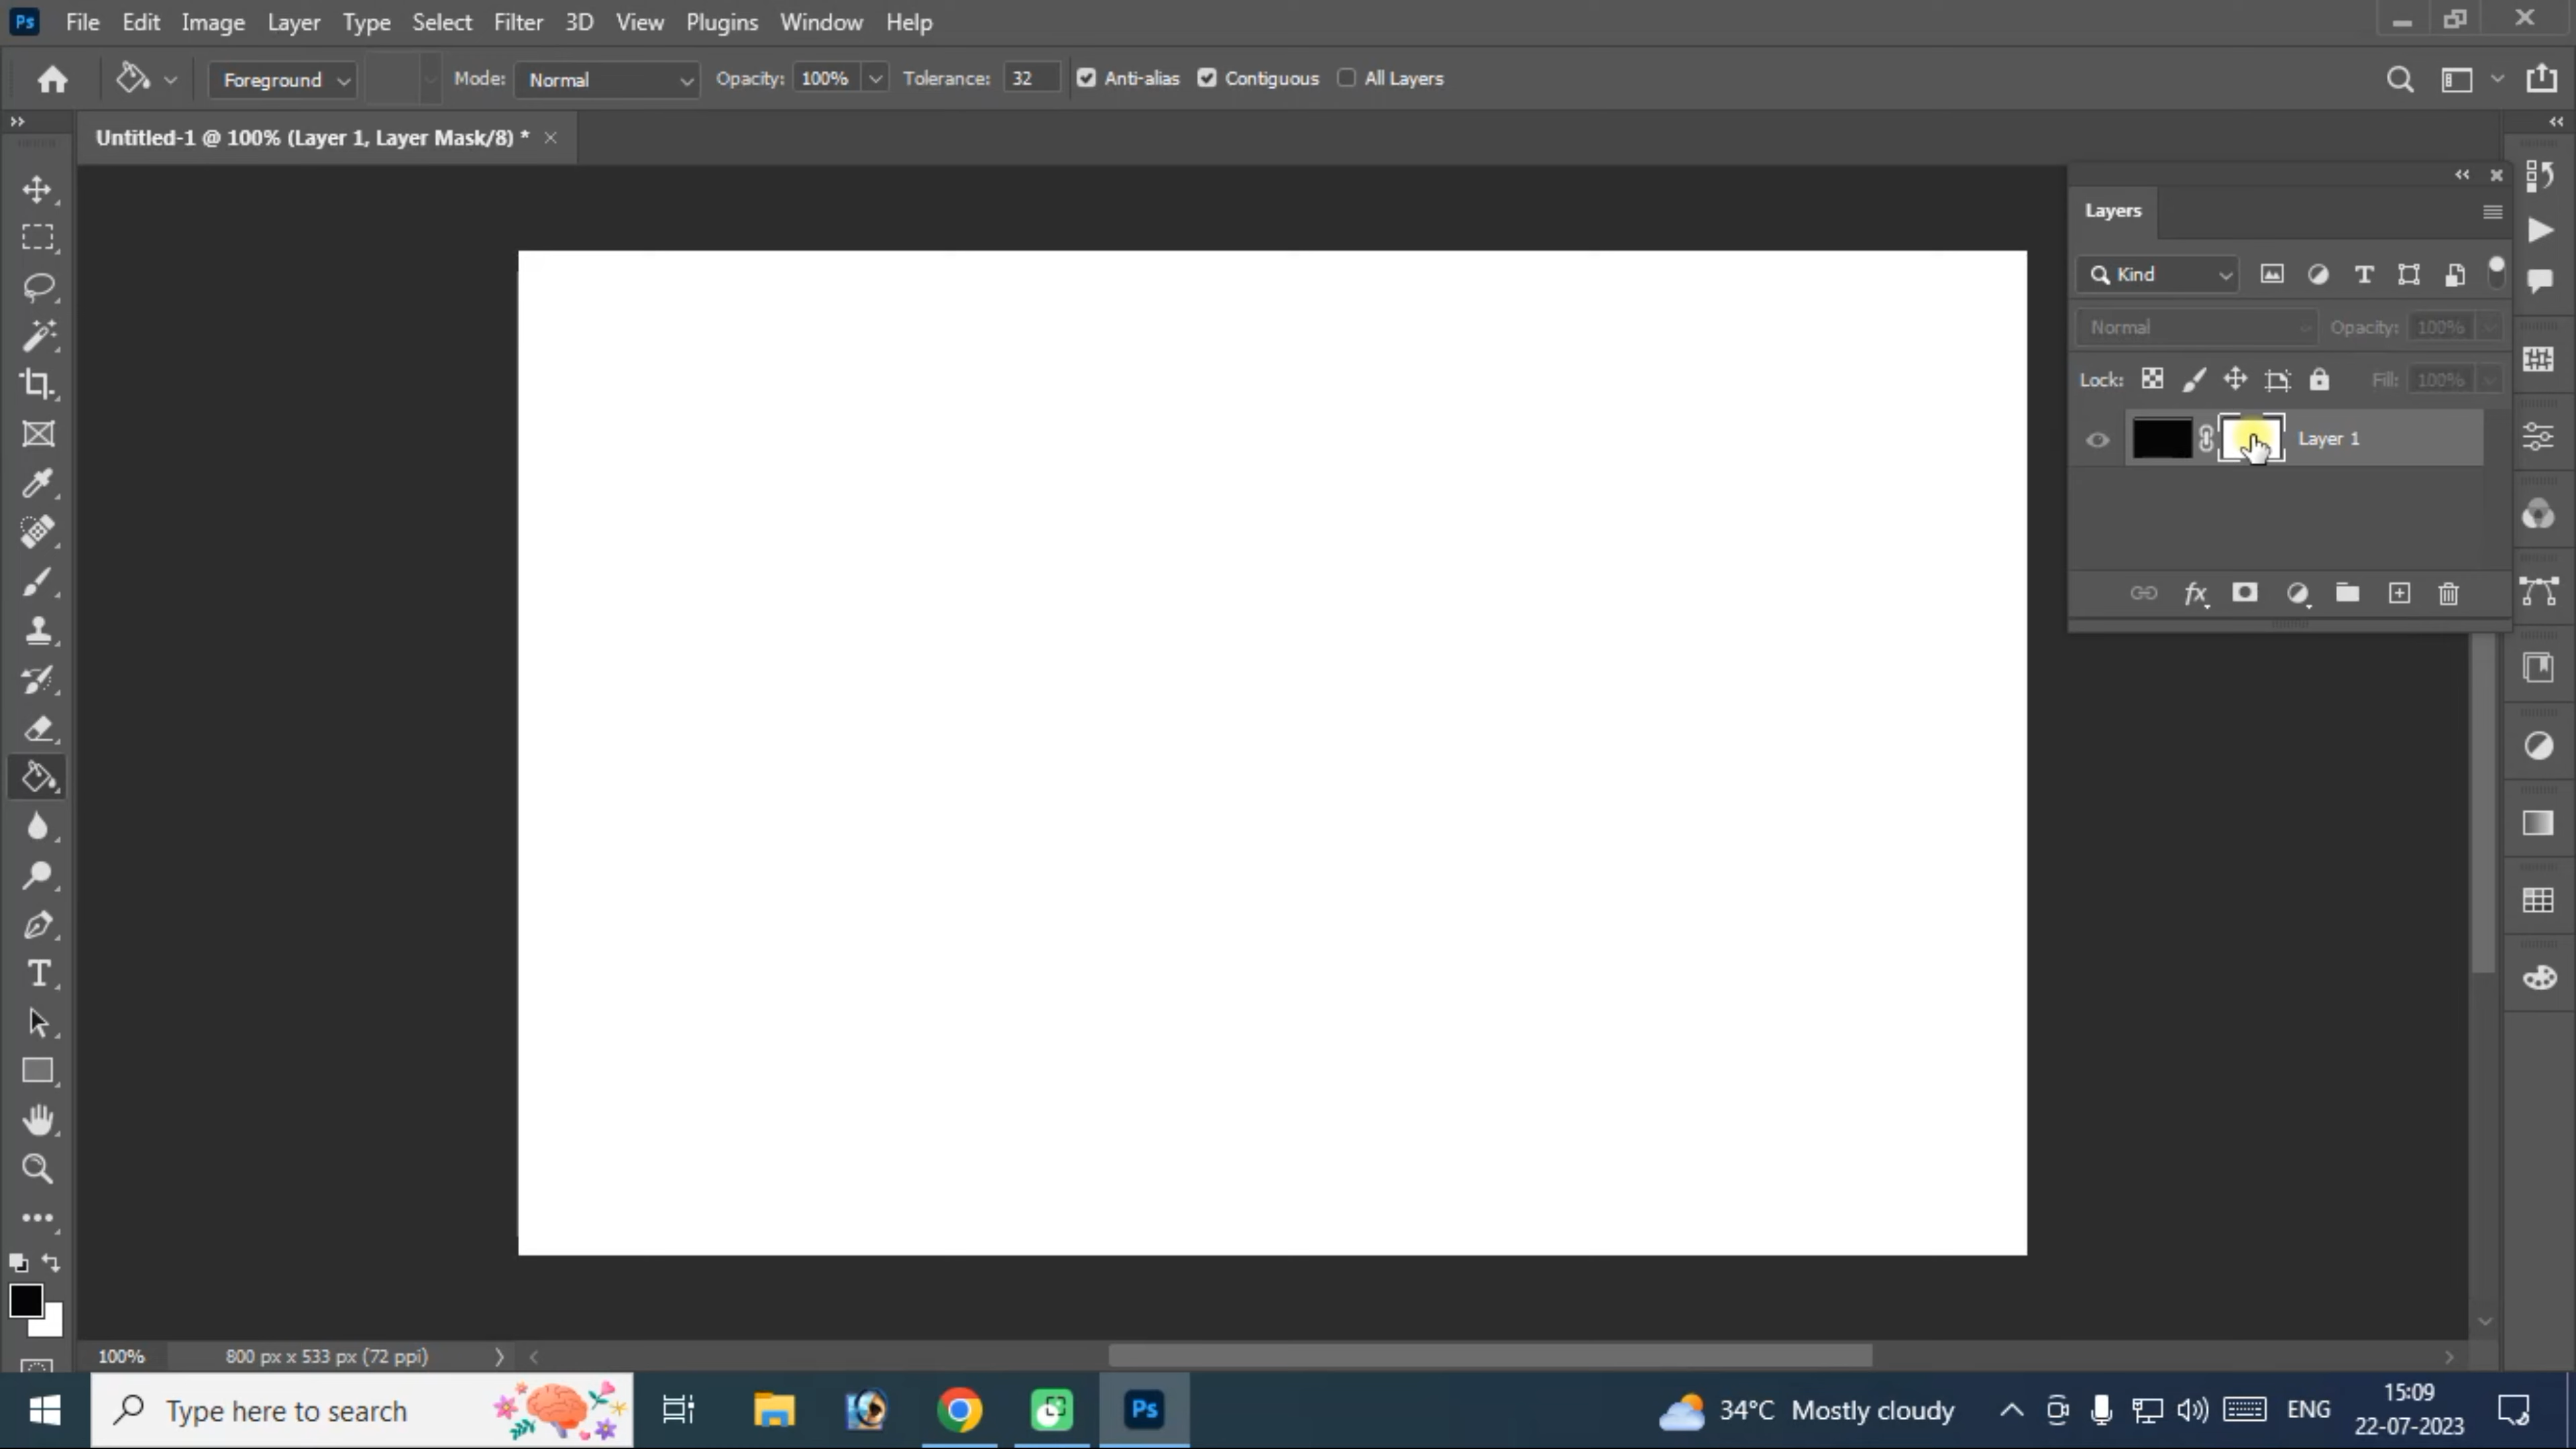 Ps File Edit Image Layer Type Select Filter 3D View Plugins Window Help
Foreground Mode: Normal Opacity: 100% Tolerance: 32 Anti-alias Contiguous All Layers
Untitled-1 @ 100% (Layer 1, Layer Mask/8) *
Layers
Kind
Normal Opacity: 100%
Lock: Fill: 100%
Layer 1
fx
100% 800 px x 533 px (72 ppi)
Type here to search Ps 34°C Mostly cloudy ENG 15:09
22-07-2023